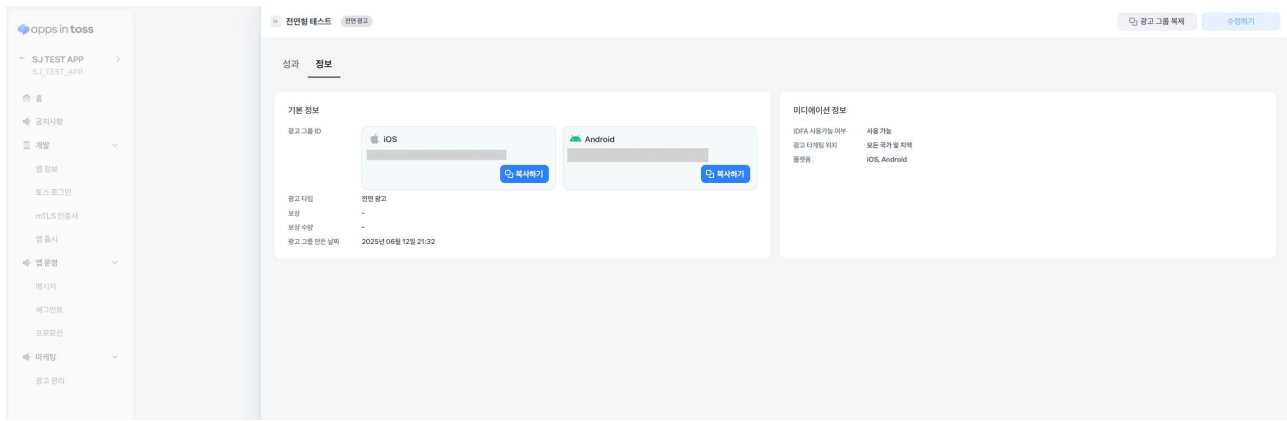 apps in toss
SJ TEST APP
SJ_TEST_APP
홈
공지사항
개발
앱 정보
토스 로그인
mTLS 인증서
앱 출시
앱 운영
메시지
세그먼트
프로모션
마케팅
광고 관리
전면형 테스트 전면 광고
광고 그룹 복제 수정하기
성과 정보
기본 정보
광고 그룹 ID
iOS
복사하기
Android
복사하기
광고 타입 전면 광고
보상 -
보상 수량 -
광고 그룹 만든 날짜 2025년 06월 12일 21:32
미디에이션 정보
IDFA 사용가능 여부 사용 가능
광고 타게팅 위치 모든 국가 및 지역
플랫폼 iOS, Android